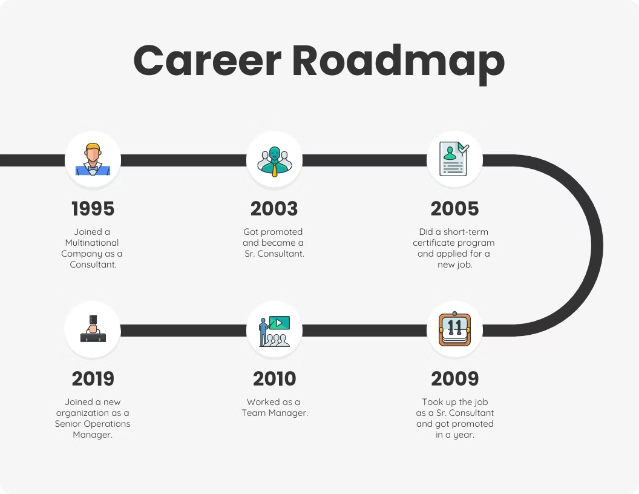 Career Roadmap
1995
Joined a
Multinational
Company as a
Consultant.
2003
Got promoted
and became a
Sr. Consultant.
2005
Did a short-term
certificate program
and applied for a
new job.
11
2009
Took up the job
as a Sr. Consultant
and got promoted
in a year.
2010
Worked as a
Team Manager.
2019
Joined a new
organization as a
Senior Operations
Manager.